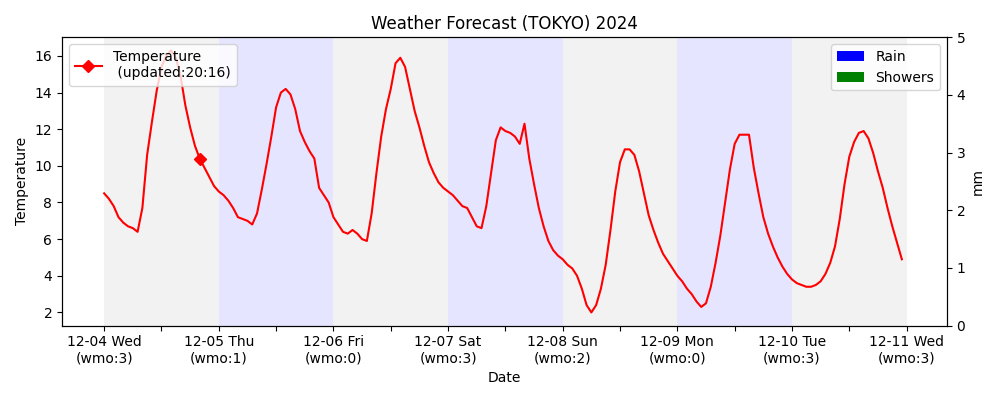 Weather Forecast (TOKYO) 2024
Temperature
(updated:20:16)
Rain
Showers
16
14
12
10
8
6
4
2
Temperature
5
4
3
2
1
0
mm
12-04 Wed
(wmo:3)
12-05 Thu
(wmo:1)
12-06 Fri
(wmo:0)
12-07 Sat
(wmo:3)
12-08 Sun
(wmo:2)
12-09 Mon
(wmo:0)
12-10 Tue
(wmo:3)
12-11 Wed
(wmo:3)
Date